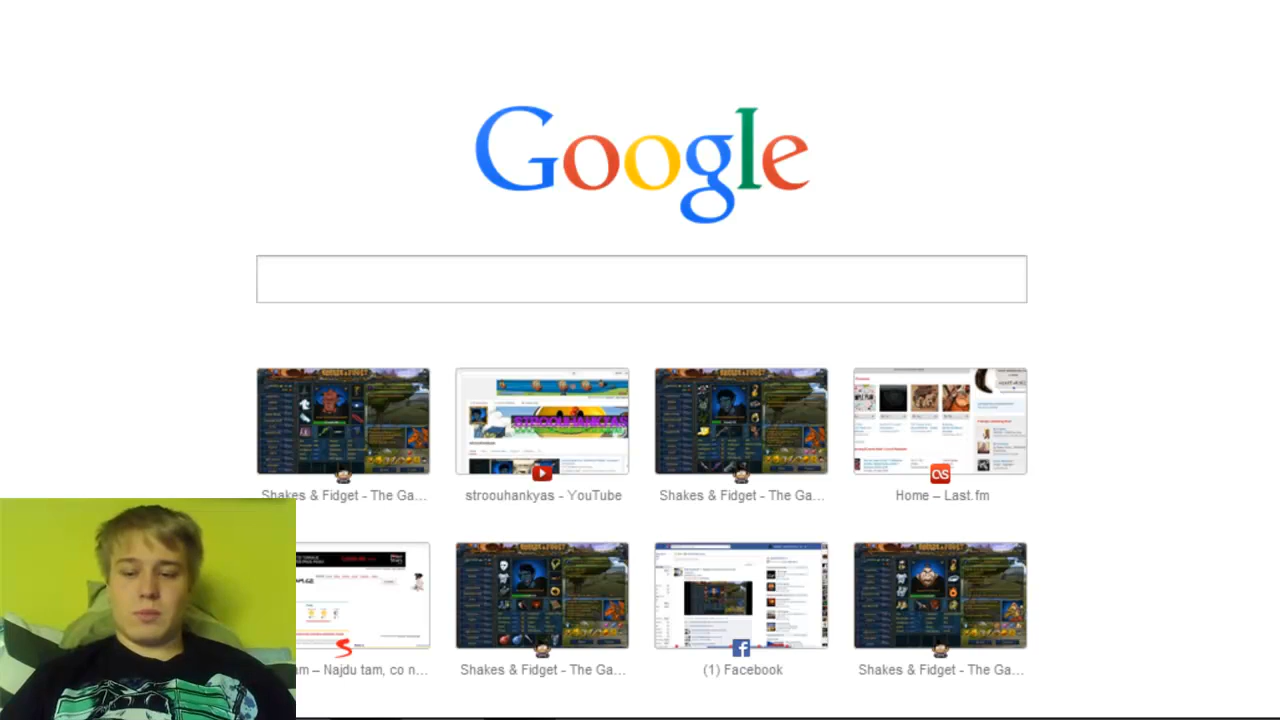 Google
Shakes & Fidget - The Ga...
stroouhankyas - YouTube
Shakes & Fidget - The Ga...
Home – Last.fm
am – Najdu tam, co n...
Shakes & Fidget - The Ga...
(1) Facebook
Shakes & Fidget - The Ga...